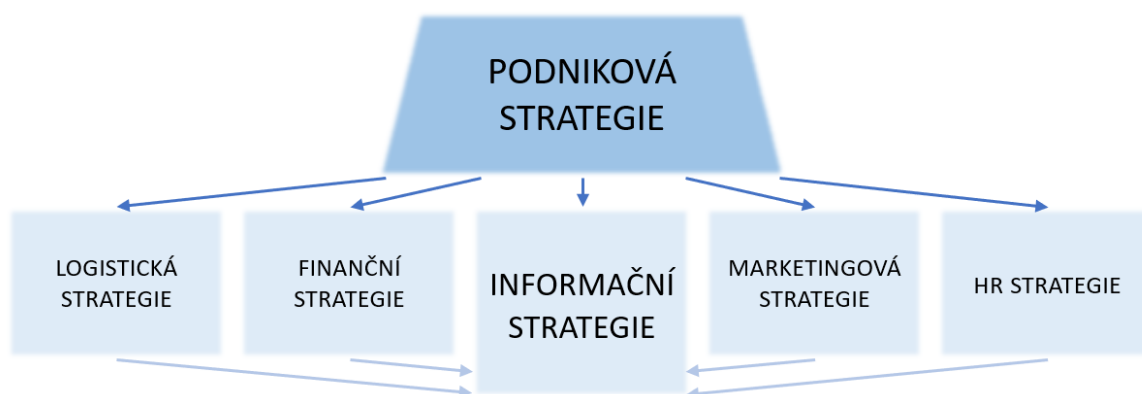 PODNIKOVÁ
STRATEGIE
LOGISTICKÁ
STRATEGIE
FINANČNÍ
STRATEGIE
INFORMAČNÍ
STRATEGIE
MARKETINGOVÁ
STRATEGIE
HR STRATEGIE